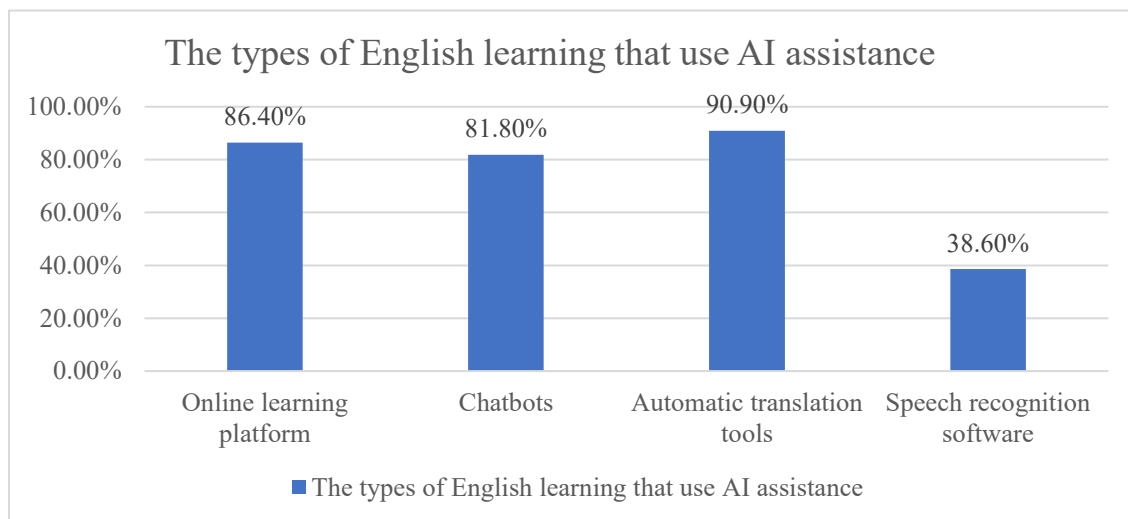 The types of English learning that use AI assistance
100.00%
80.00%
60.00%
40.00%
20.00%
0.00%
86.40%
81.80%
90.90%
38.60%
Online learning
platform
Chatbots
Automatic translation
tools
Speech recognition
software
The types of English learning that use AI assistance